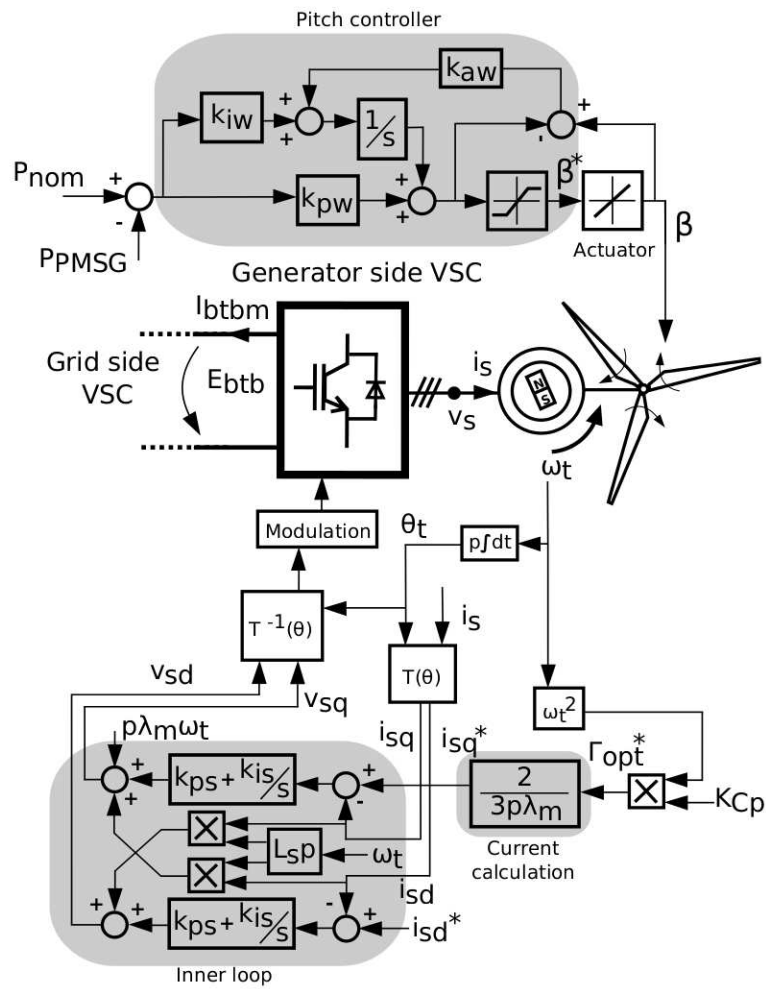 Pitch controller
kaw
+
kiw
+
+
1/s
+
-
Pnom
+
-
kpw
+
+
β*
Actuator
β
PPMSG
Generator side VSC
Ibtbm
Grid side
VSC
Ebtb
is
vs
N
S
ωt
Modulation
θt
p∫dt
T⁻¹(θ)
is
T(θ)
ωt²
vsd
vsq
pλmωt
isq
isq*
Γopt*
kps+kis/s
+
-
+
+
2
3pλm
KCp
Lsp
ωt
Current
calculation
isd
+
+
kps+kis/s
-
+
isd*
Inner loop